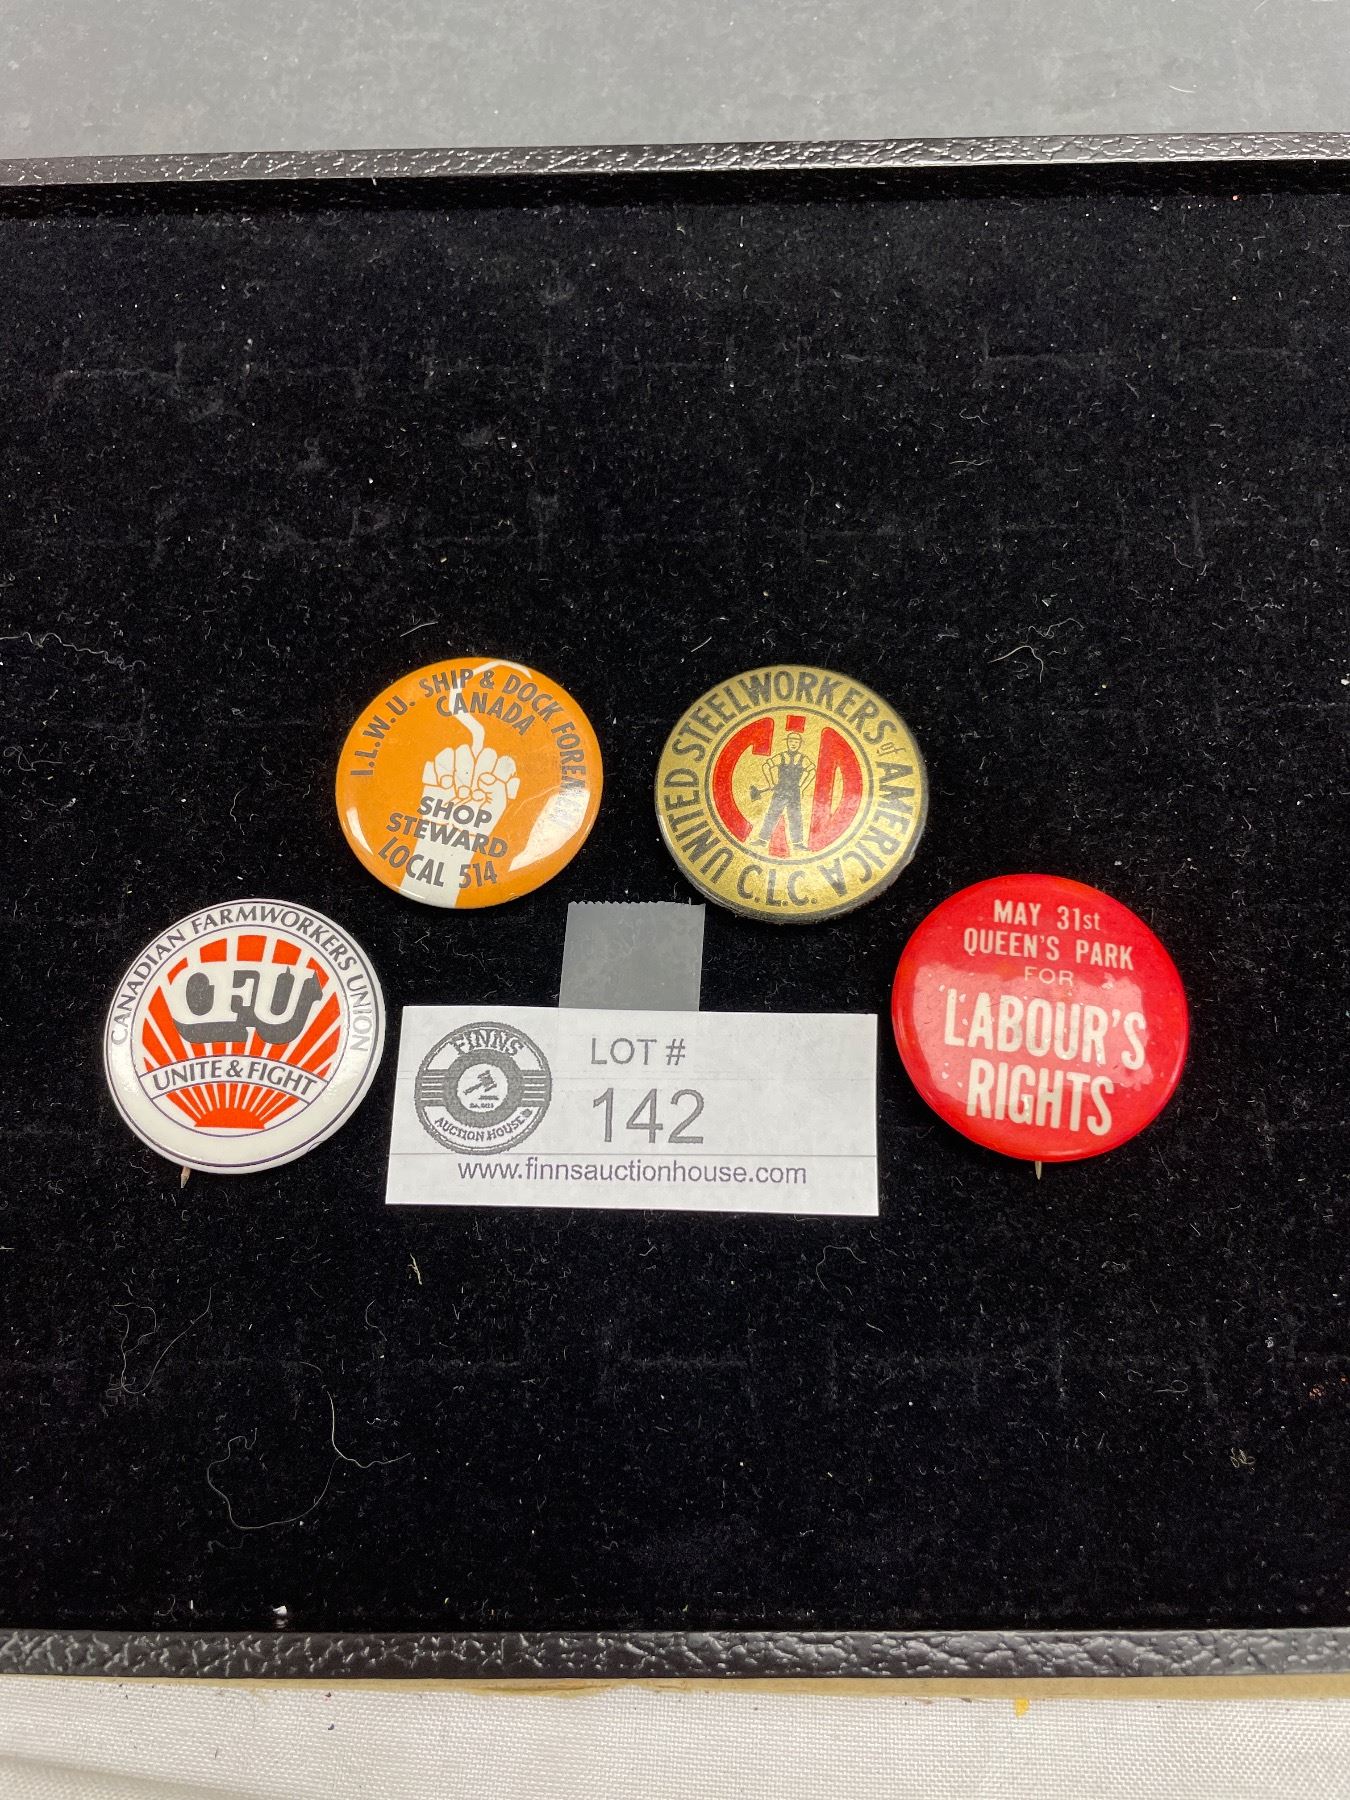 I.L.W.U. SHIP & DOCK FOREMEN
CANADA
SHOP
STEWARD
LOCAL 514
UNITED STEELWORKERS of AMERICA
CIO
C.L.C.
CANADIAN FARMWORKERS UNION
CFU
UNITE & FIGHT
MAY 31st
QUEEN'S PARK
FOR
LABOUR'S
RIGHTS
FINNS
AUCTION HOUSE
LOT #
142
www.finnsauctionhouse.com